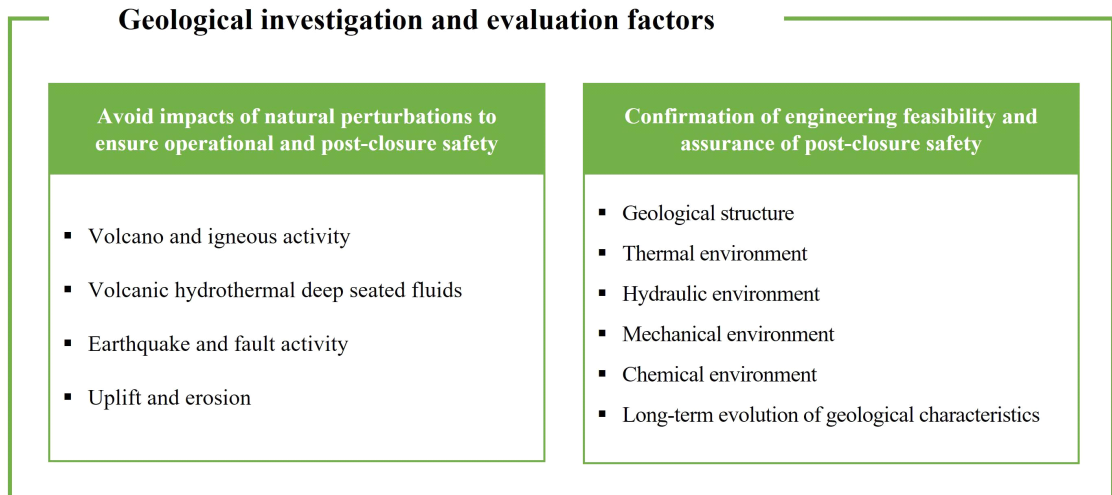 Geological investigation and evaluation factors
Avoid impacts of natural perturbations to
ensure operational and post-closure safety
▪ Volcano and igneous activity
▪ Volcanic hydrothermal deep seated fluids
▪ Earthquake and fault activity
▪ Uplift and erosion
Confirmation of engineering feasibility and
assurance of post-closure safety
▪ Geological structure
▪ Thermal environment
▪ Hydraulic environment
▪ Mechanical environment
▪ Chemical environment
▪ Long-term evolution of geological characteristics